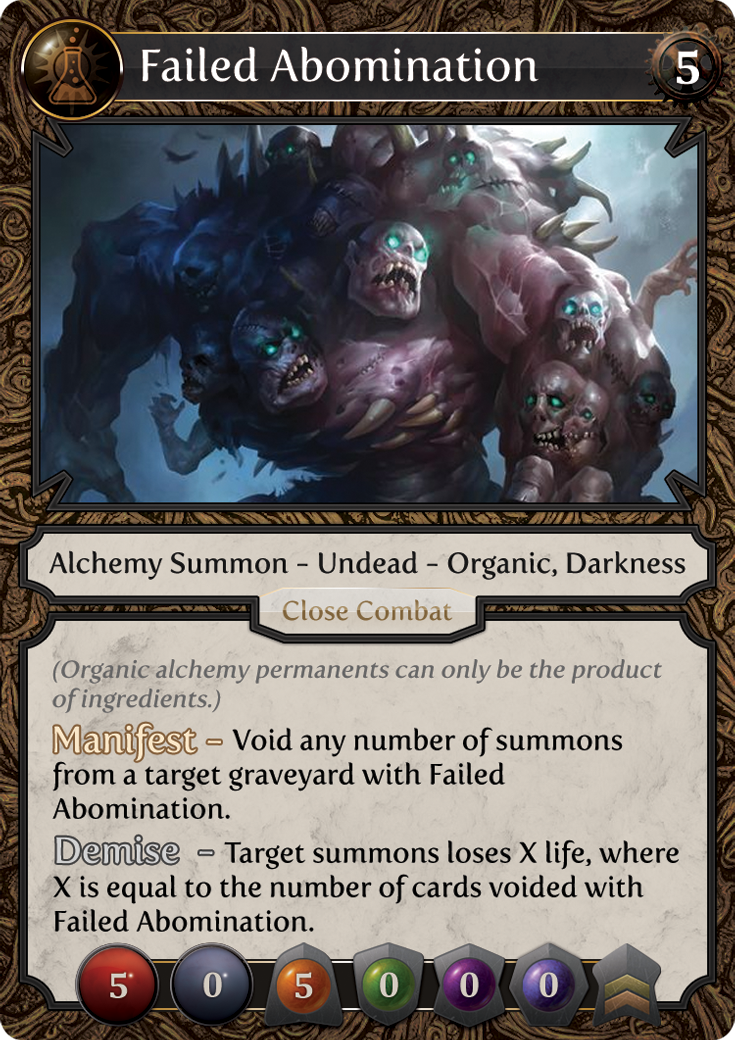 Failed Abomination
5
Alchemy Summon – Undead – Organic, Darkness
Close Combat
(Organic alchemy permanents can only be the product
of ingredients.)
Manifest – Void any number of summons
from a target graveyard with Failed
Abomination.
Demise – Target summons loses X life, where
X is equal to the number of cards voided with
Failed Abomination.
5 0 5 0 0 0